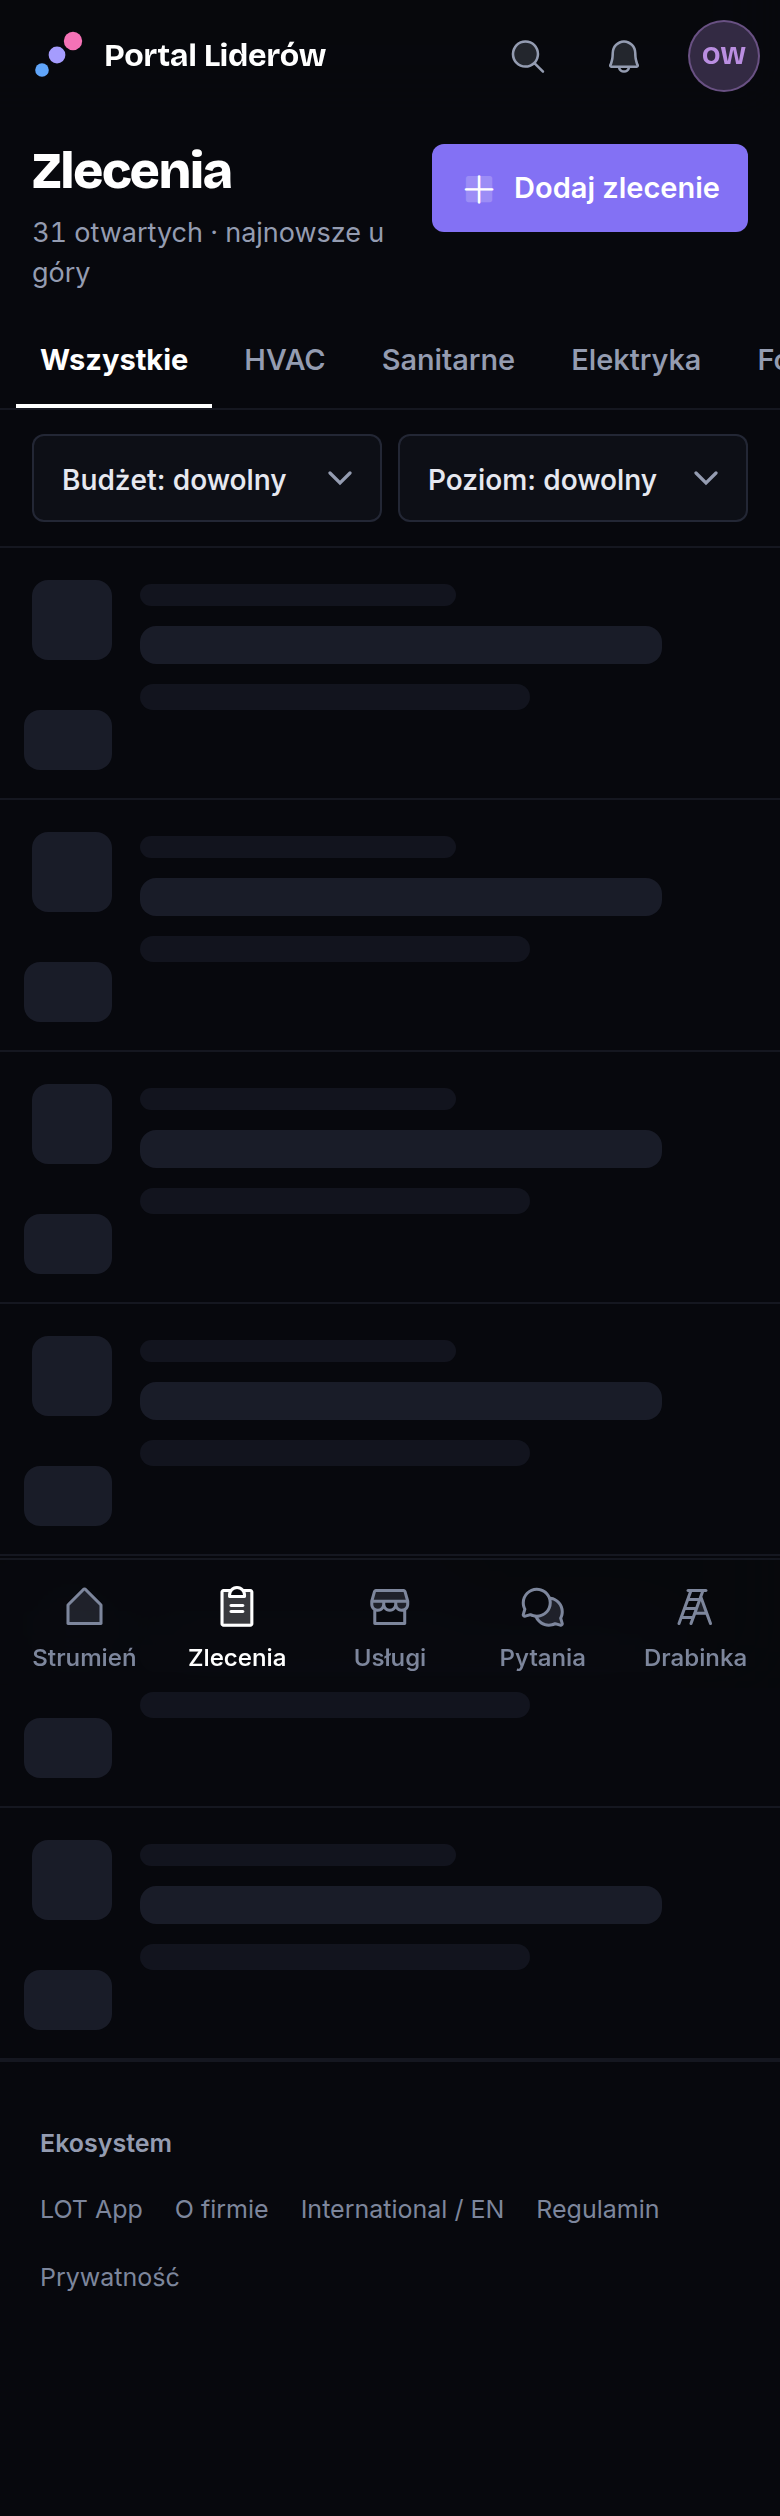 Portal Liderów
OW
Zlecenia
Dodaj zlecenie
31 otwartych · najnowsze u
góry
Wszystkie HVAC Sanitarne Elektryka Fo
Budżet: dowolny Poziom: dowolny
Strumień Zlecenia Usługi Pytania Drabinka
Ekosystem
LOT App O firmie International / EN Regulamin
Prywatność